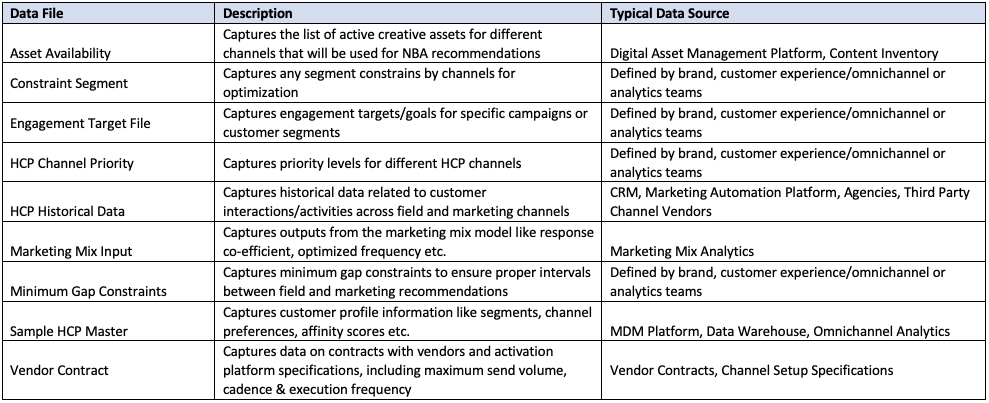 Data File Description Typical Data Source
Captures the list of active creative assets for different
Asset Availability channels that will be used for NBA recommendations Digital Asset Management Platform, Content Inventory
Captures any segment constrains by channels for Defined by brand, customer experience/omnichannel or
Constraint Segment optimization analytics teams
Captures engagement targets/goals for specific campaigns or Defined by brand, customer experience/omnichannel or
Engagement Target File customer segments analytics teams
Defined by brand, customer experience/omnichannel or
HCP Channel Priority Captures priority levels for different HCP channels analytics teams
Captures historical data related to customer CRM, Marketing Automation Platform, Agencies, Third Party
HCP Historical Data interactions/activities across field and marketing channels Channel Vendors
Captures outputs from the marketing mix model like response
Marketing Mix Input co-efficient, optimized frequency etc. Marketing Mix Analytics
Captures minimum gap constraints to ensure proper intervals Defined by brand, customer experience/omnichannel or
Minimum Gap Constraints between field and marketing recommendations analytics teams
Captures customer profile information like segments, channel
Sample HCP Master preferences, affinity scores etc. MDM Platform, Data Warehouse, Omnichannel Analytics
Captures data on contracts with vendors and activation
Vendor Contract platform specifications, including maximum send volume, Vendor Contracts, Channel Setup Specifications
cadence & execution frequency